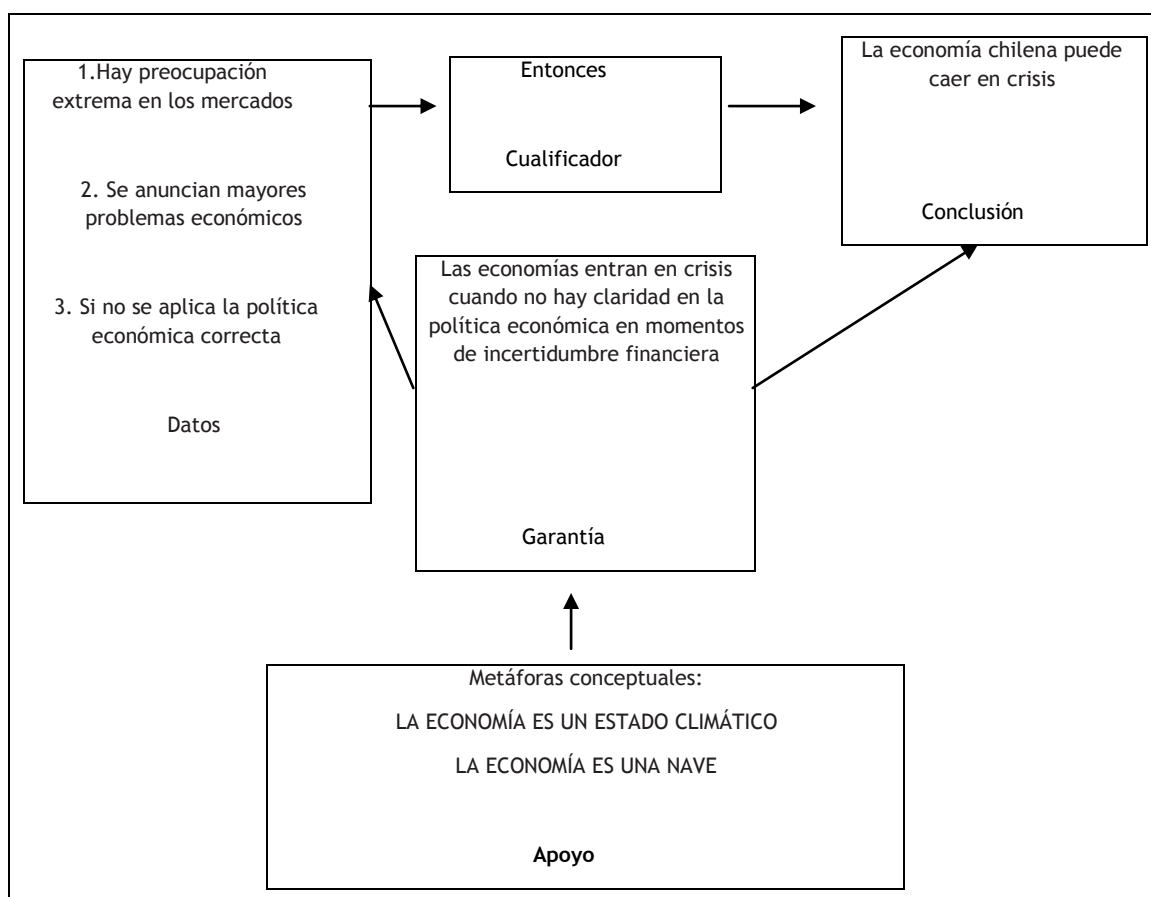 1.Hay preocupación
extrema en los mercados
2. Se anuncian mayores
problemas económicos
3. Si no se aplica la política
económica correcta
Datos
Entonces
Cualificador
La economía chilena puede
caer en crisis
Conclusión
Las economías entran en crisis
cuando no hay claridad en la
política económica en momentos
de incertidumbre financiera
Garantía
Metáforas conceptuales:
LA ECONOMÍA ES UN ESTADO CLIMÁTICO
LA ECONOMÍA ES UNA NAVE
Apoyo